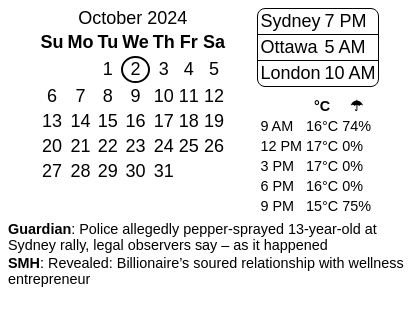 October 2024
Su Mo Tu We Th Fr Sa
1 2 3 4 5
6 7 8 9 10 11 12
13 14 15 16 17 18 19
20 21 22 23 24 25 26
27 28 29 30 31
Sydney 7 PM
Ottawa 5 AM
London 10 AM
°C ☂
9 AM 16°C 74%
12 PM 17°C 0%
3 PM 17°C 0%
6 PM 16°C 0%
9 PM 15°C 75%
Guardian: Police allegedly pepper-sprayed 13-year-old at
Sydney rally, legal observers say – as it happened
SMH: Revealed: Billionaire's soured relationship with wellness
entrepreneur